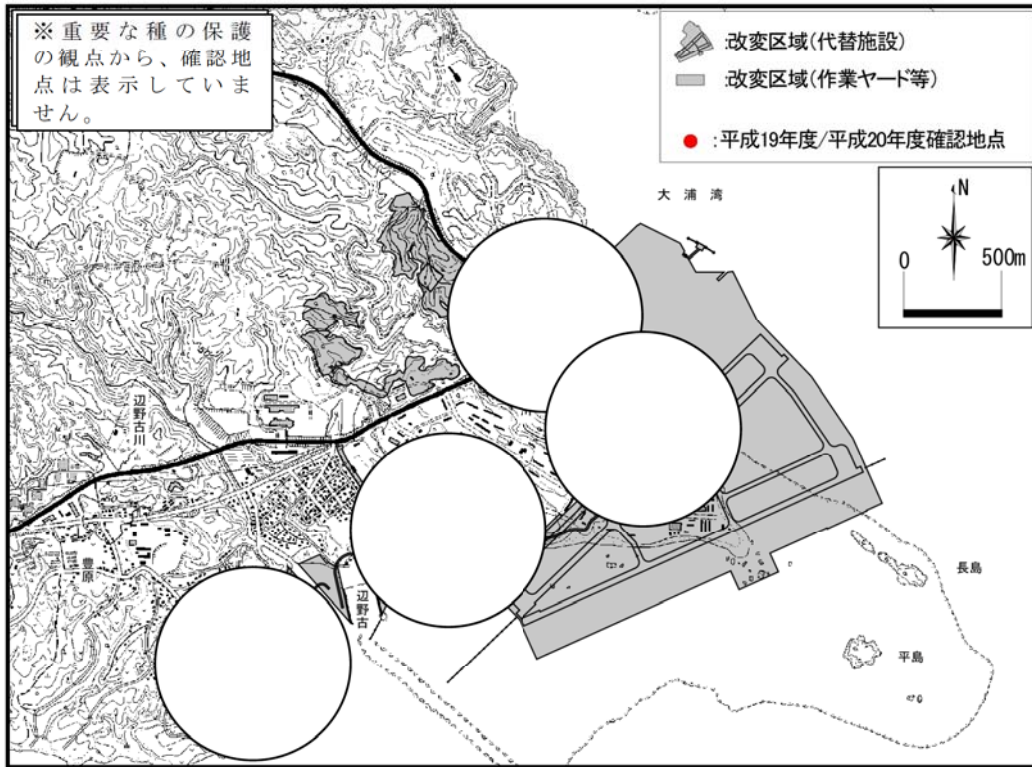 ※重要な種の保護
の観点から、確認地
点は表示していま
せん。
:改変区域(代替施設)
:改変区域(作業ヤード等)
:平成19年度/平成20年度確認地点
大浦湾
N
0 500m
辺野古川
豊原
辺野古
長島
平島